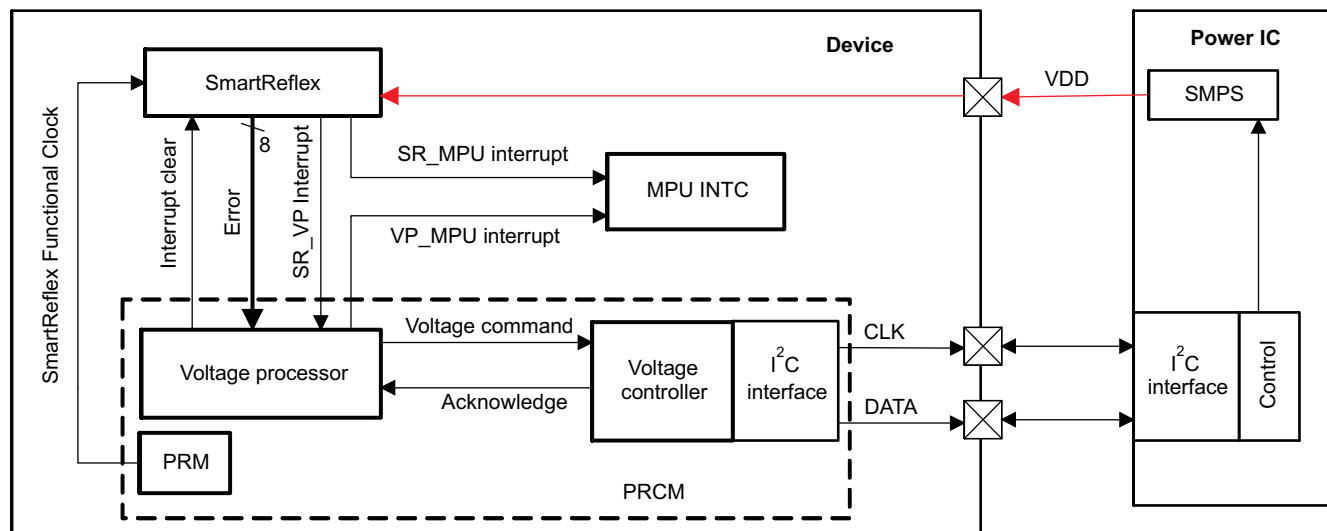 Device
Power IC
SmartReflex
VDD
SMPS
SmartReflex Functional Clock
Interrupt clear
Error
8
SR_VP Interrupt
SR_MPU interrupt
MPU INTC
VP_MPU interrupt
Voltage processor
Voltage command
Acknowledge
Voltage
controller
I²C
interface
CLK
DATA
I²C
interface
Control
PRM
PRCM